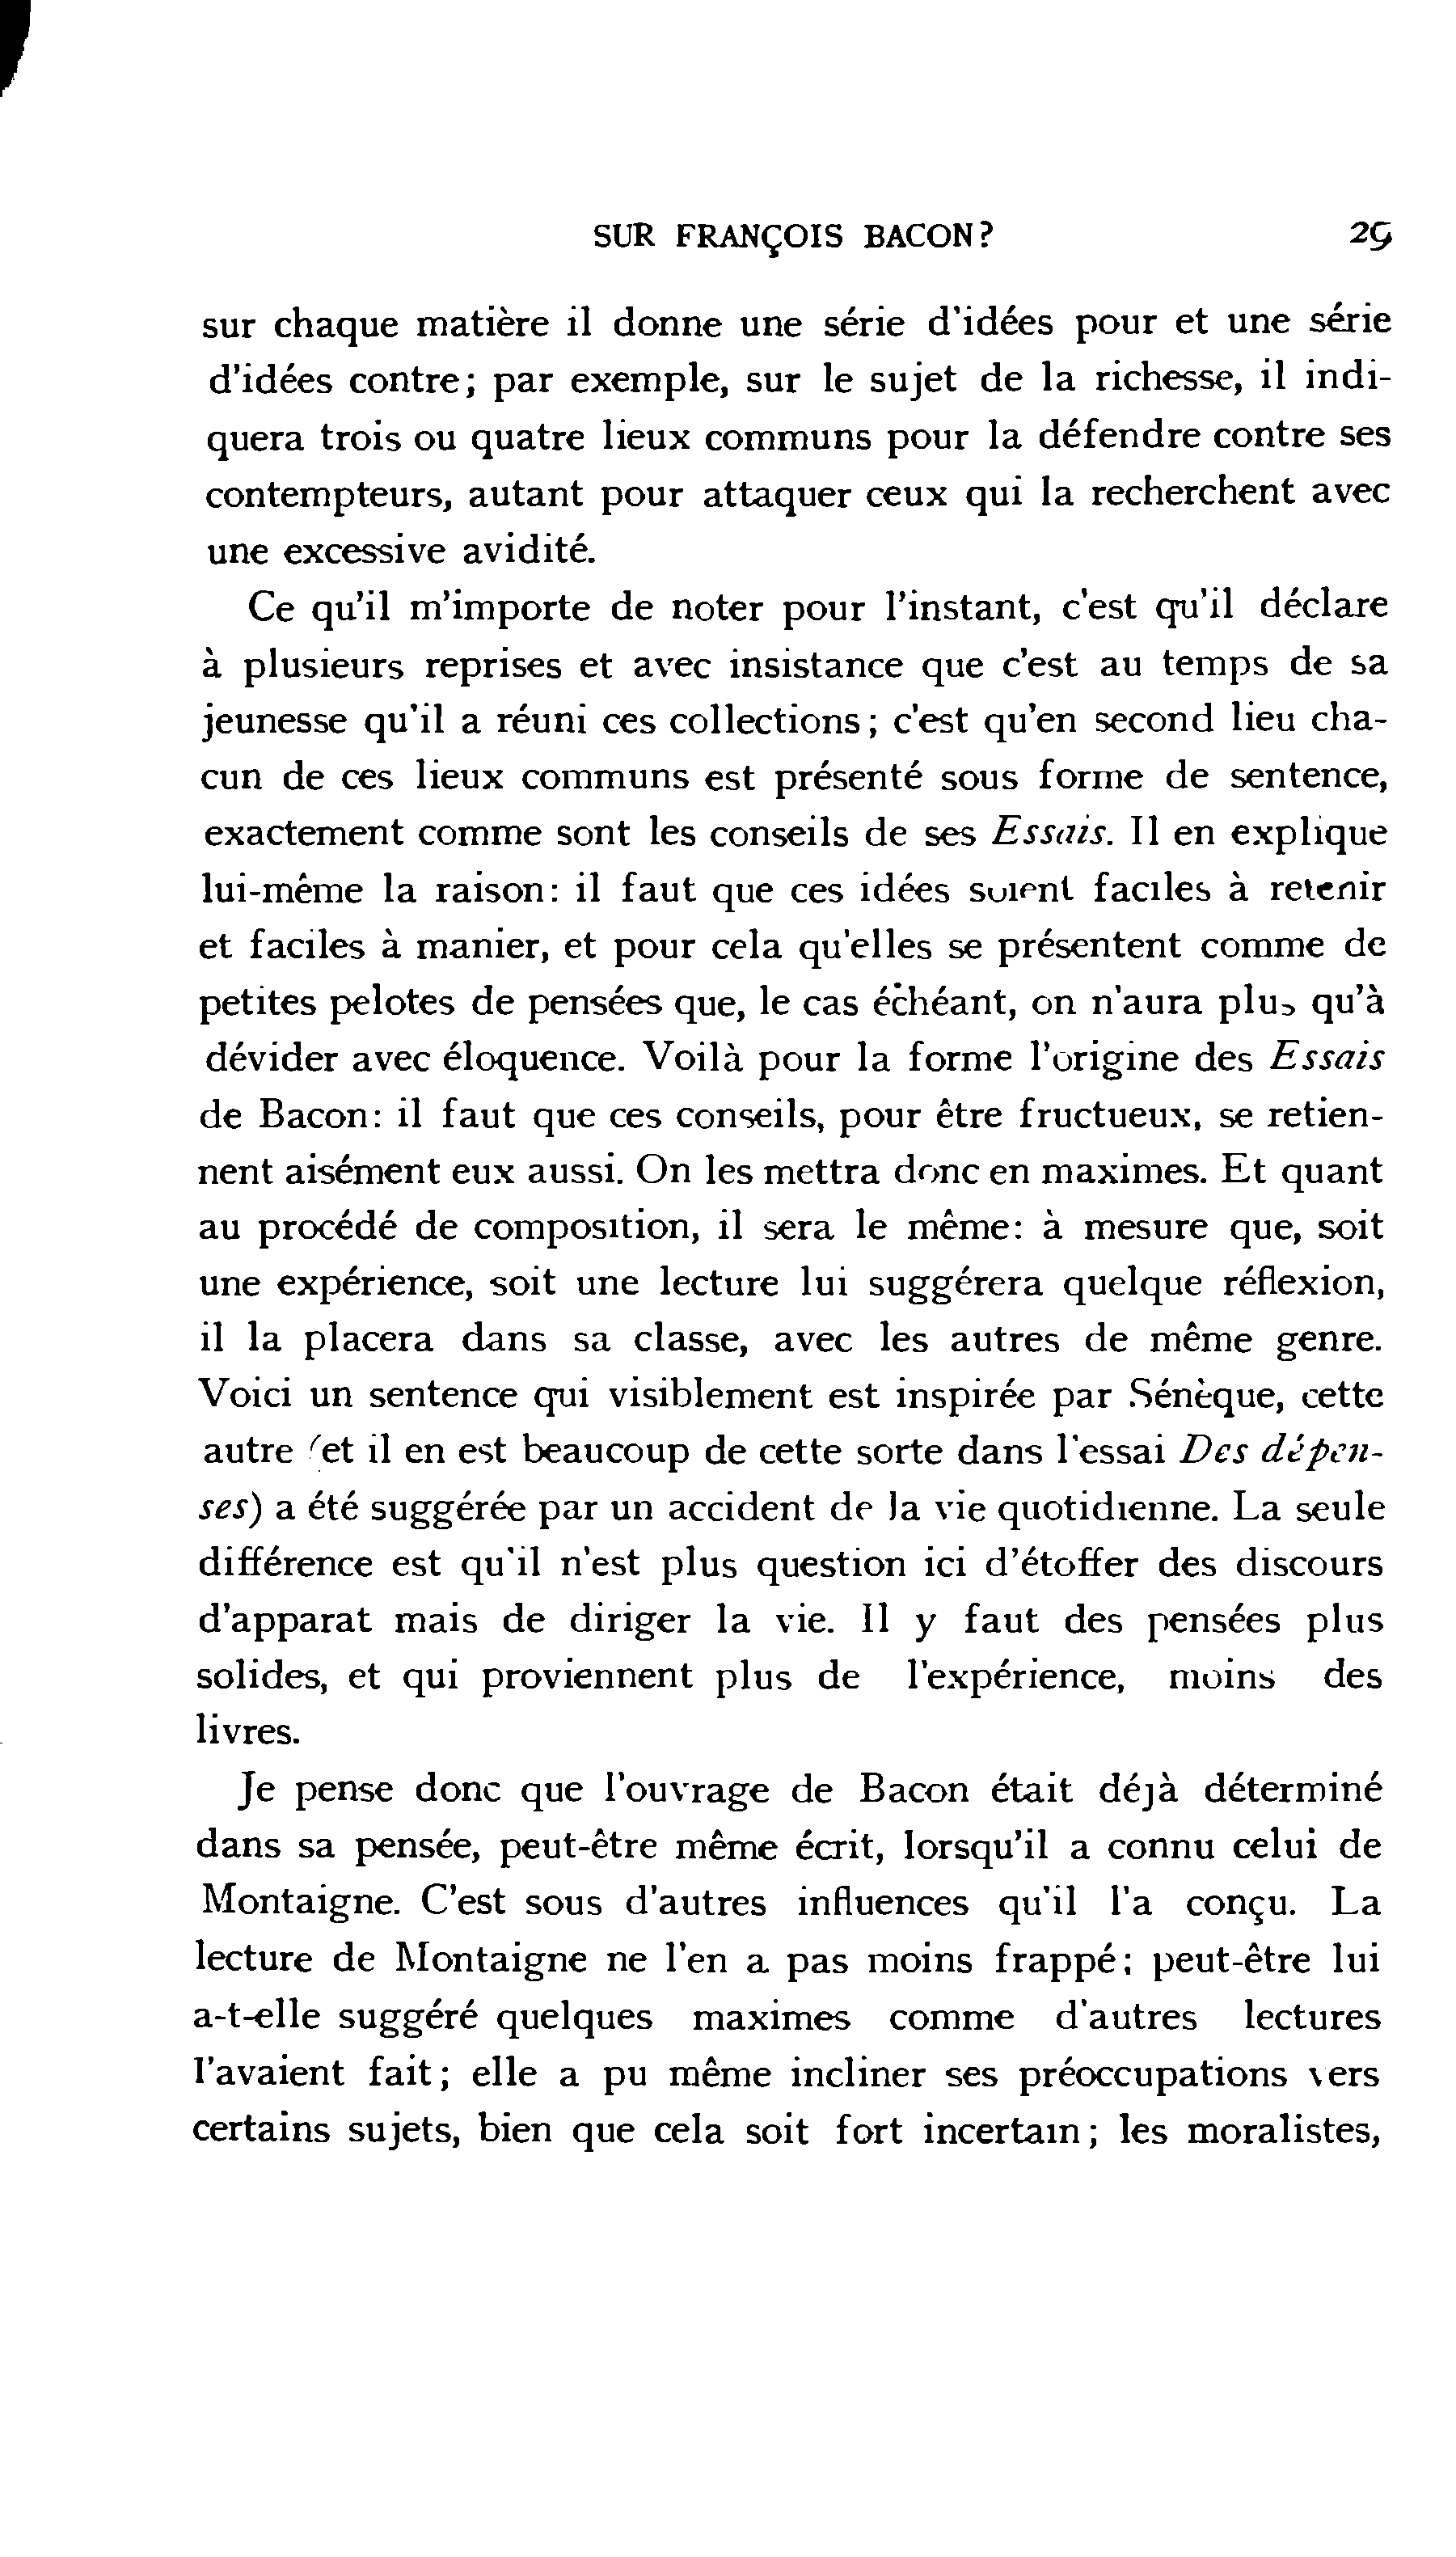 SUR FRANÇOIS BACON? 29
sur chaque matière il donne une série d'idées pour et une série
d'idées contre; par exemple, sur le sujet de la richesse, il indi-
quera trois ou quatre lieux communs pour la défendre contre ses
contempteurs, autant pour attaquer ceux qui la recherchent avec
une excessive avidité.
Ce qu'il m'importe de noter pour l'instant, c'est qu'il déclare
à plusieurs reprises et avec insistance que c'est au temps de sa
jeunesse qu'il a réuni ces collections; c'est qu'en second lieu cha-
cun de ces lieux communs est présenté sous forme de sentence,
exactement comme sont les conseils de ses Essais. Il en explique
lui-même la raison: il faut que ces idées soient faciles à retenir
et faciles à manier, et pour cela qu'elles se présentent comme de
petites pelotes de pensées que, le cas échéant, on n'aura plus qu'à
dévider avec éloquence. Voilà pour la forme l'origine des Essais
de Bacon: il faut que ces conseils, pour être fructueux, se retien-
nent aisément eux aussi. On les mettra donc en maximes. Et quant
au procédé de composition, il sera le même: à mesure que, soit
une expérience, soit une lecture lui suggérera quelque réflexion,
il la placera dans sa classe, avec les autres de même genre.
Voici un sentence qui visiblement est inspirée par Sénèque, cette
autre (et il en est beaucoup de cette sorte dans l'essai Des dépen-
ses) a été suggérée par un accident de la vie quotidienne. La seule
différence est qu'il n'est plus question ici d'étoffer des discours
d'apparat mais de diriger la vie. Il y faut des pensées plus
solides, et qui proviennent plus de l'expérience, moins des
livres.
Je pense donc que l'ouvrage de Bacon était déjà déterminé
dans sa pensée, peut-être même écrit, lorsqu'il a connu celui de
Montaigne. C'est sous d'autres influences qu'il l'a conçu. La
lecture de Montaigne ne l'en a pas moins frappé; peut-être lui
a-t-elle suggéré quelques maximes comme d'autres lectures
l'avaient fait; elle a pu même incliner ses préoccupations vers
certains sujets, bien que cela soit fort incertain; les moralistes,